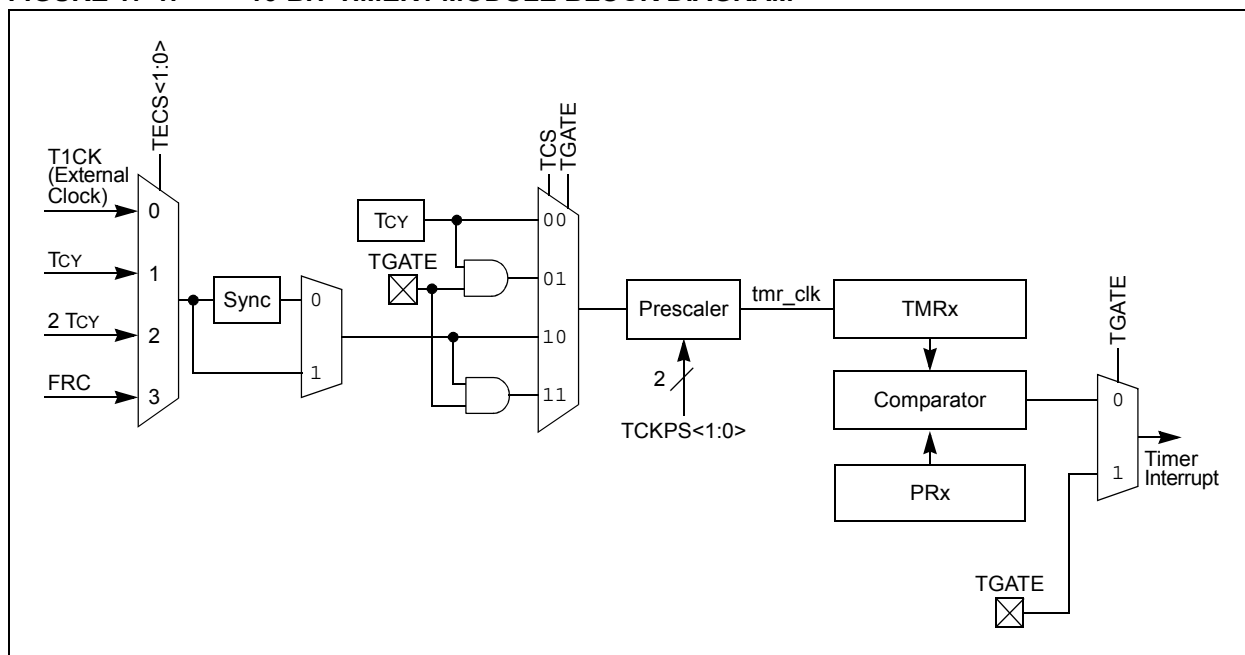 TECS<1:0>
T1CK
(External
Clock)
0
TCY
1
2 TCY
2
FRC
3
Sync
0
1
TCY
TGATE
TCS
TGATE
00
01
10
11
Prescaler
2
TCKPS<1:0>
tmr_clk
TMRx
Comparator
PRx
TGATE
0
1
Timer
Interrupt
TGATE